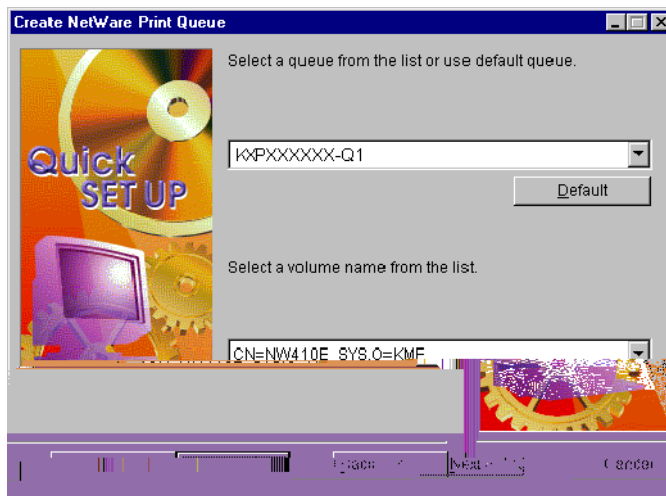 Create NetWare Print Queue
Select a queue from the list or use default queue.
Quick
SET UP
KXPXXXXXX-Q1
Default
Select a volume name from the list.
CN=NW410E_SYS.O=KME
Next
Cancel